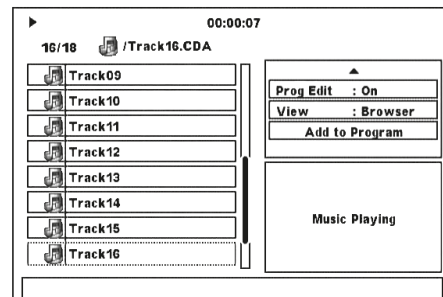 00:00:07
16/18 /Track16.CDA
Track09
Track10
Track11
Track12
Track13
Track14
Track15
Track16
Prog Edit : On
View : Browser
Add to Program
Music Playing